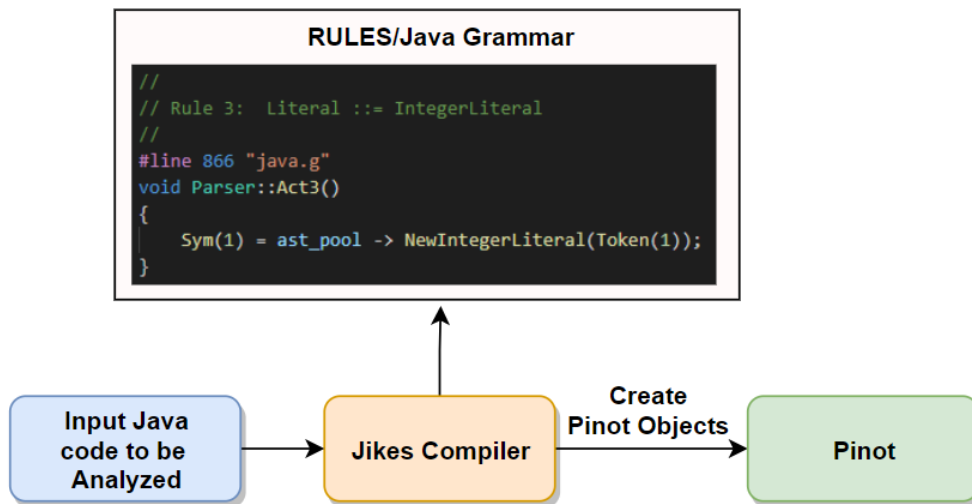 RULES/Java Grammar
//
// Rule 3:  Literal ::= IntegerLiteral
//
#line 866 "java.g"
void Parser::Act3()
{
    Sym(1) = ast_pool -> NewIntegerLiteral(Token(1));
}
Input Java
code to be
Analyzed
Jikes Compiler
Create
Pinot Objects
Pinot